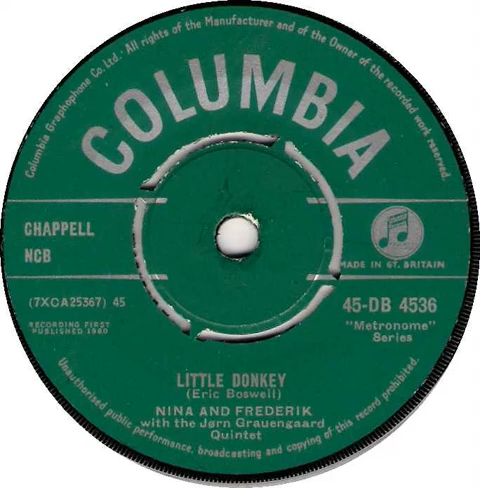 Columbia Graphophone Co. Ltd. · All rights of the Manufacturer and of the Owner of the recorded work reserved.
COLUMBIA
CHAPPELL
NCB
MADE IN GT. BRITAIN
(7XCA25367) 45
45-DB 4536
RECORDING FIRST
PUBLISHED 1960
"Metronome"
Series
LITTLE DONKEY
(Eric Boswell)
NINA AND FREDERIK
with the Jørn Grauengaard
Quintet
Unauthorised public performance, broadcasting and copying of this record prohibited.